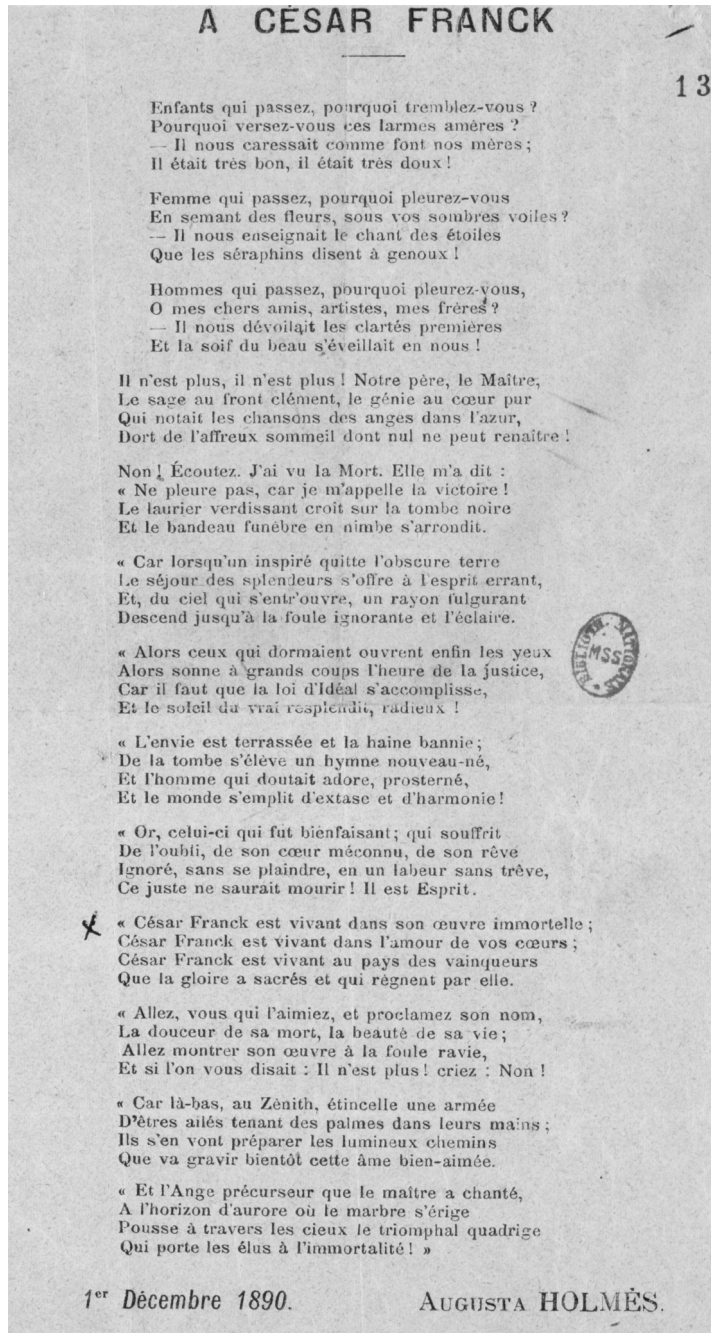 A CÉSAR FRANCK
13
Enfants qui passez, pourquoi tremblez-vous ?
Pourquoi versez-vous ces larmes amères ?
— Il nous caressait comme font nos mères ;
Il était très bon, il était très doux !
Femme qui passez, pourquoi pleurez-vous
En semant des fleurs, sous vos sombres voiles ?
— Il nous enseignait le chant des étoiles
Que les séraphins disent à genoux !
Hommes qui passez, pourquoi pleurez-vous,
O mes chers amis, artistes, mes frères ?
— Il nous dévoilait les clartés premières
Et la soif du beau s'éveillait en nous !
Il n'est plus, il n'est plus ! Notre père, le Maître,
Le sage au front clément, le génie au cœur pur
Qui notait les chansons des anges dans l'azur,
Dort de l'affreux sommeil dont nul ne peut renaître !
Non ! Écoutez. J'ai vu la Mort. Elle m'a dit :
« Ne pleure pas, car je m'appelle la victoire !
Le laurier verdissant croît sur la tombe noire
Et le bandeau funèbre en nimbe s'arrondit.
« Car lorsqu'un inspiré quitte l'obscure terre
Le séjour des splendeurs s'offre à l'esprit errant,
Et, du ciel qui s'entr'ouvre, un rayon fulgurant
Descend jusqu'à la foule ignorante et l'éclaire.
« Alors ceux qui dormaient ouvrent enfin les yeux
Alors sonne à grands coups l'heure de la justice,
Car il faut que la loi d'Idéal s'accomplisse,
Et le soleil du vrai resplendit, radieux !
BIBLIOTH. NATIONALE
MSS
« L'envie est terrassée et la haine bannie ;
De la tombe s'élève un hymne nouveau-né,
Et l'homme qui doutait adore, prosterné,
Et le monde s'emplit d'extase et d'harmonie !
« Or, celui-ci qui fut bienfaisant ; qui souffrit
De l'oubli, de son cœur méconnu, de son rêve
Ignoré, sans se plaindre, en un labeur sans trêve,
Ce juste ne saurait mourir ! Il est Esprit.
« César Franck est vivant dans son œuvre immortelle ;
César Franck est vivant dans l'amour de vos cœurs ;
César Franck est vivant au pays des vainqueurs
Que la gloire a sacrés et qui règnent par elle.
« Allez, vous qui l'aimiez, et proclamez son nom,
La douceur de sa mort, la beauté de sa vie ;
Allez montrer son œuvre à la foule ravie,
Et si l'on vous disait : Il n'est plus ! criez : Non !
« Car là-bas, au Zénith, étincelle une armée
D'êtres ailés tenant des palmes dans leurs mains ;
Ils s'en vont préparer les lumineux chemins
Que va gravir bientôt cette âme bien-aimée.
« Et l'Ange précurseur que le maître a chanté,
A l'horizon d'aurore où le marbre s'érige
Pousse à travers les cieux le triomphal quadrige
Qui porte les élus à l'immortalité ! »
1er Décembre 1890. AUGUSTA HOLMÈS.